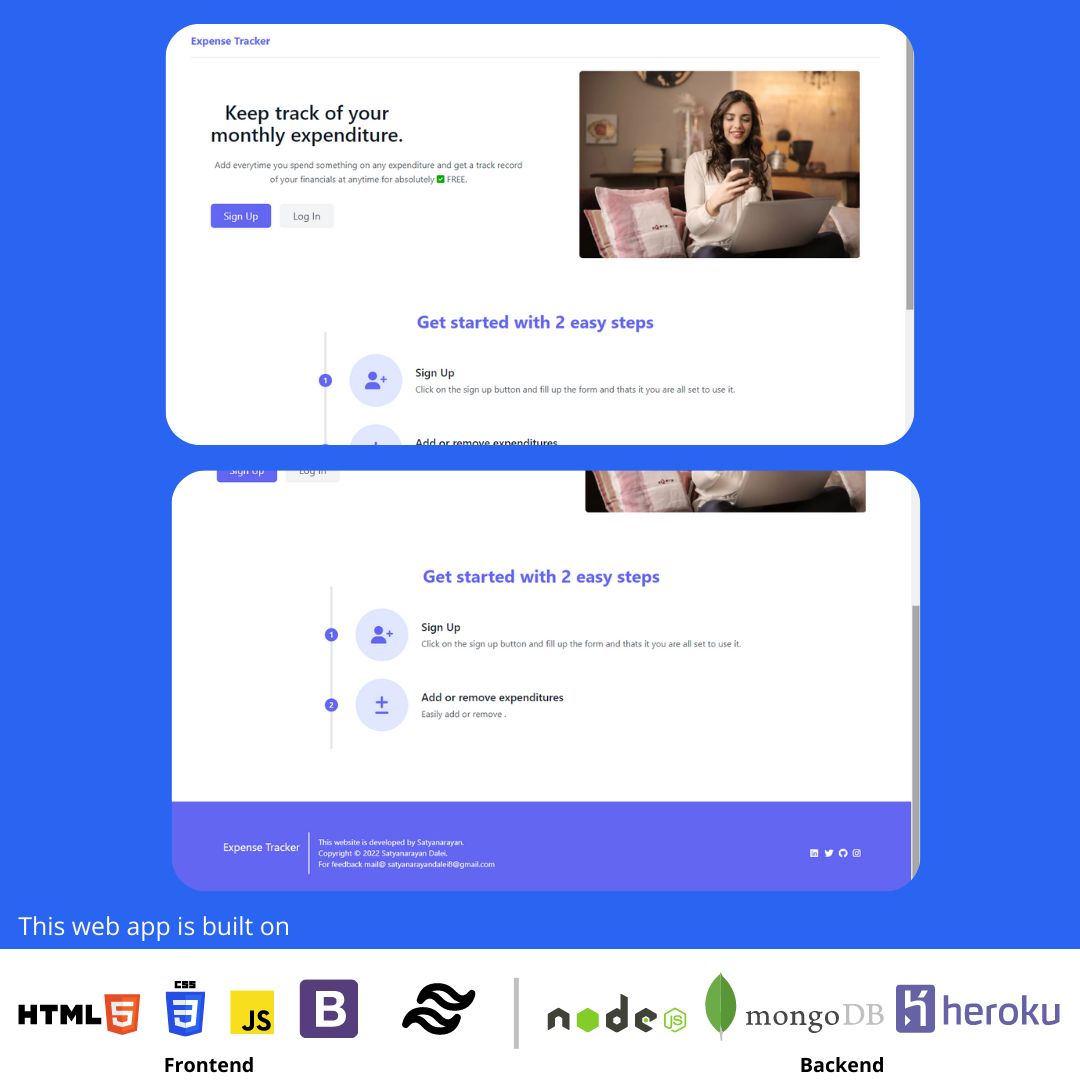 Expense Tracker
Keep track of your
monthly expenditure.
Add everytime you spend something on any expenditure and get a track record
of your financials at anytime for absolutely ✅ FREE.
Sign Up
Log In
Get started with 2 easy steps
1
Sign Up
Click on the sign up button and fill up the form and thats it you are all set to use it.
Add or remove expenditures
Sign Up
Log In
Get started with 2 easy steps
1
Sign Up
Click on the sign up button and fill up the form and thats it you are all set to use it.
2
Add or remove expenditures
Easily add or remove .
Expense Tracker
This website is developed by Satyanarayan.
Copyright © 2022 Satyanarayan Dalei.
For feedback mail@ satyanarayandalei8@gmail.com
This web app is built on
HTML 5
CSS 3
JS
B
node JS
mongoDB
heroku
Frontend
Backend